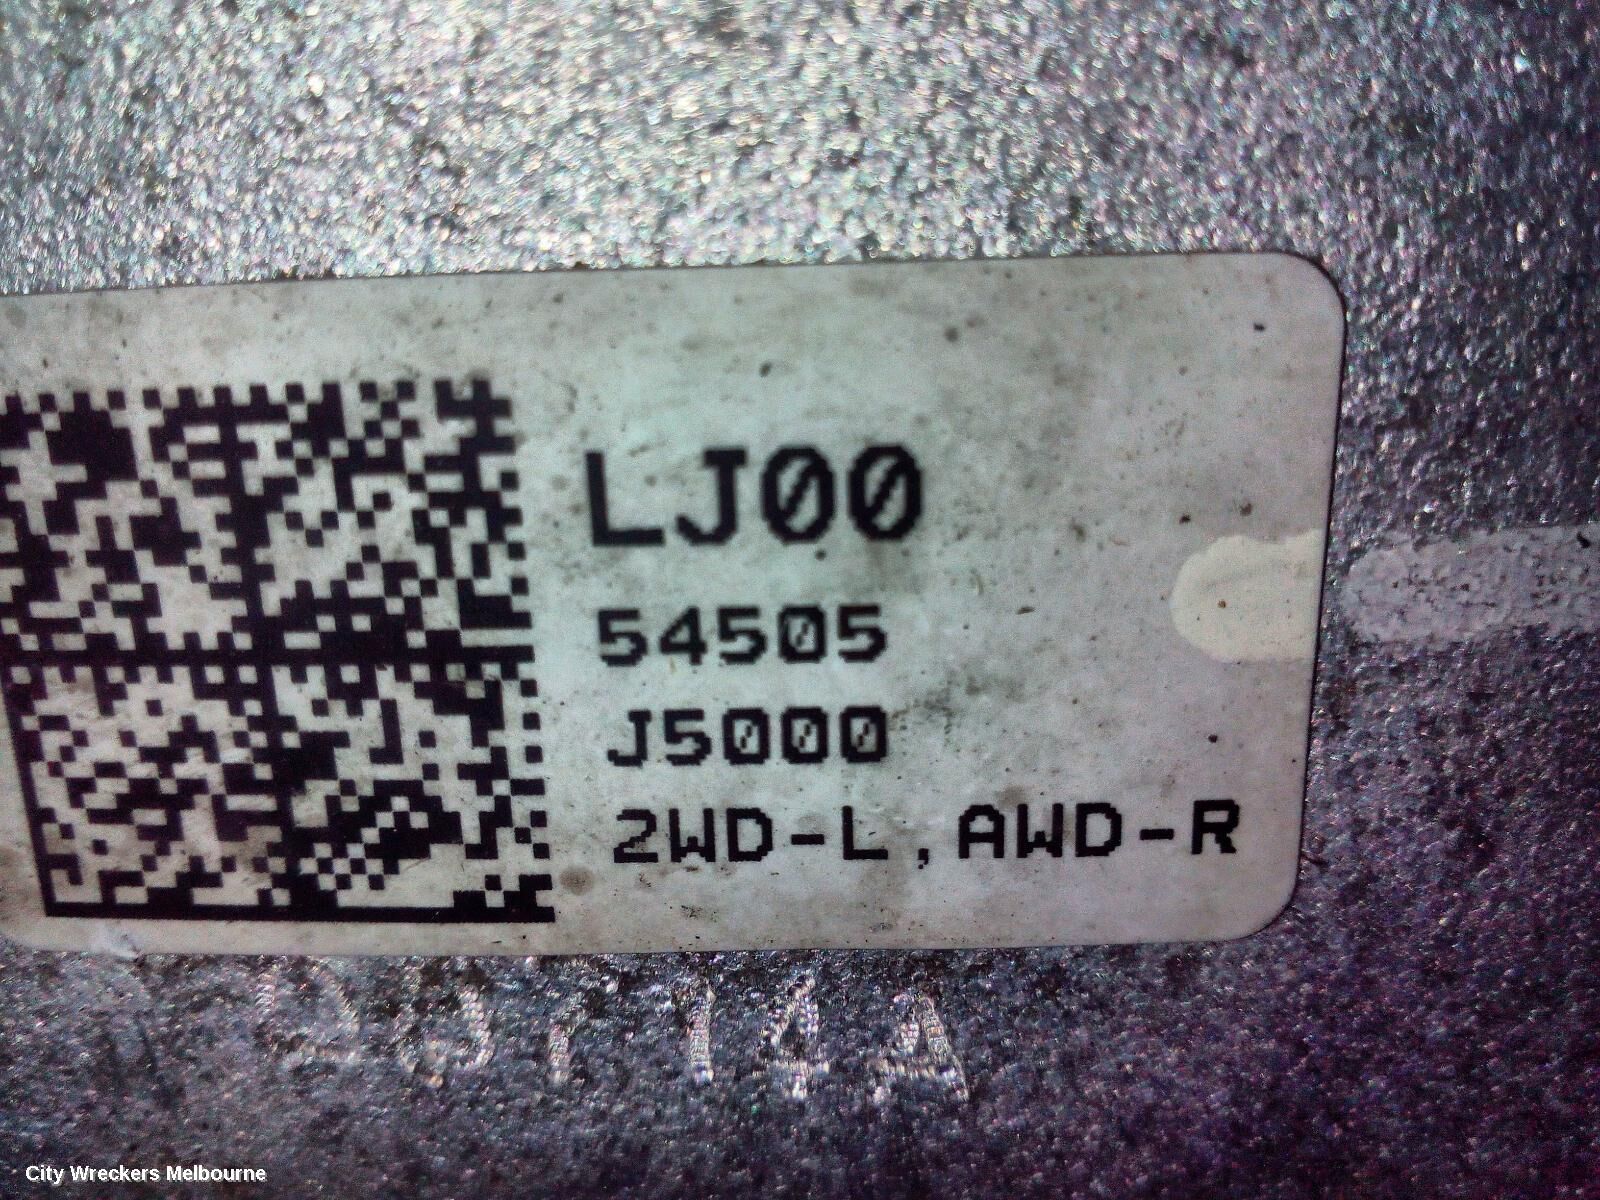 LJ00
54505
J5000
2WD-L,AWD-R
City Wreckers Melbourne